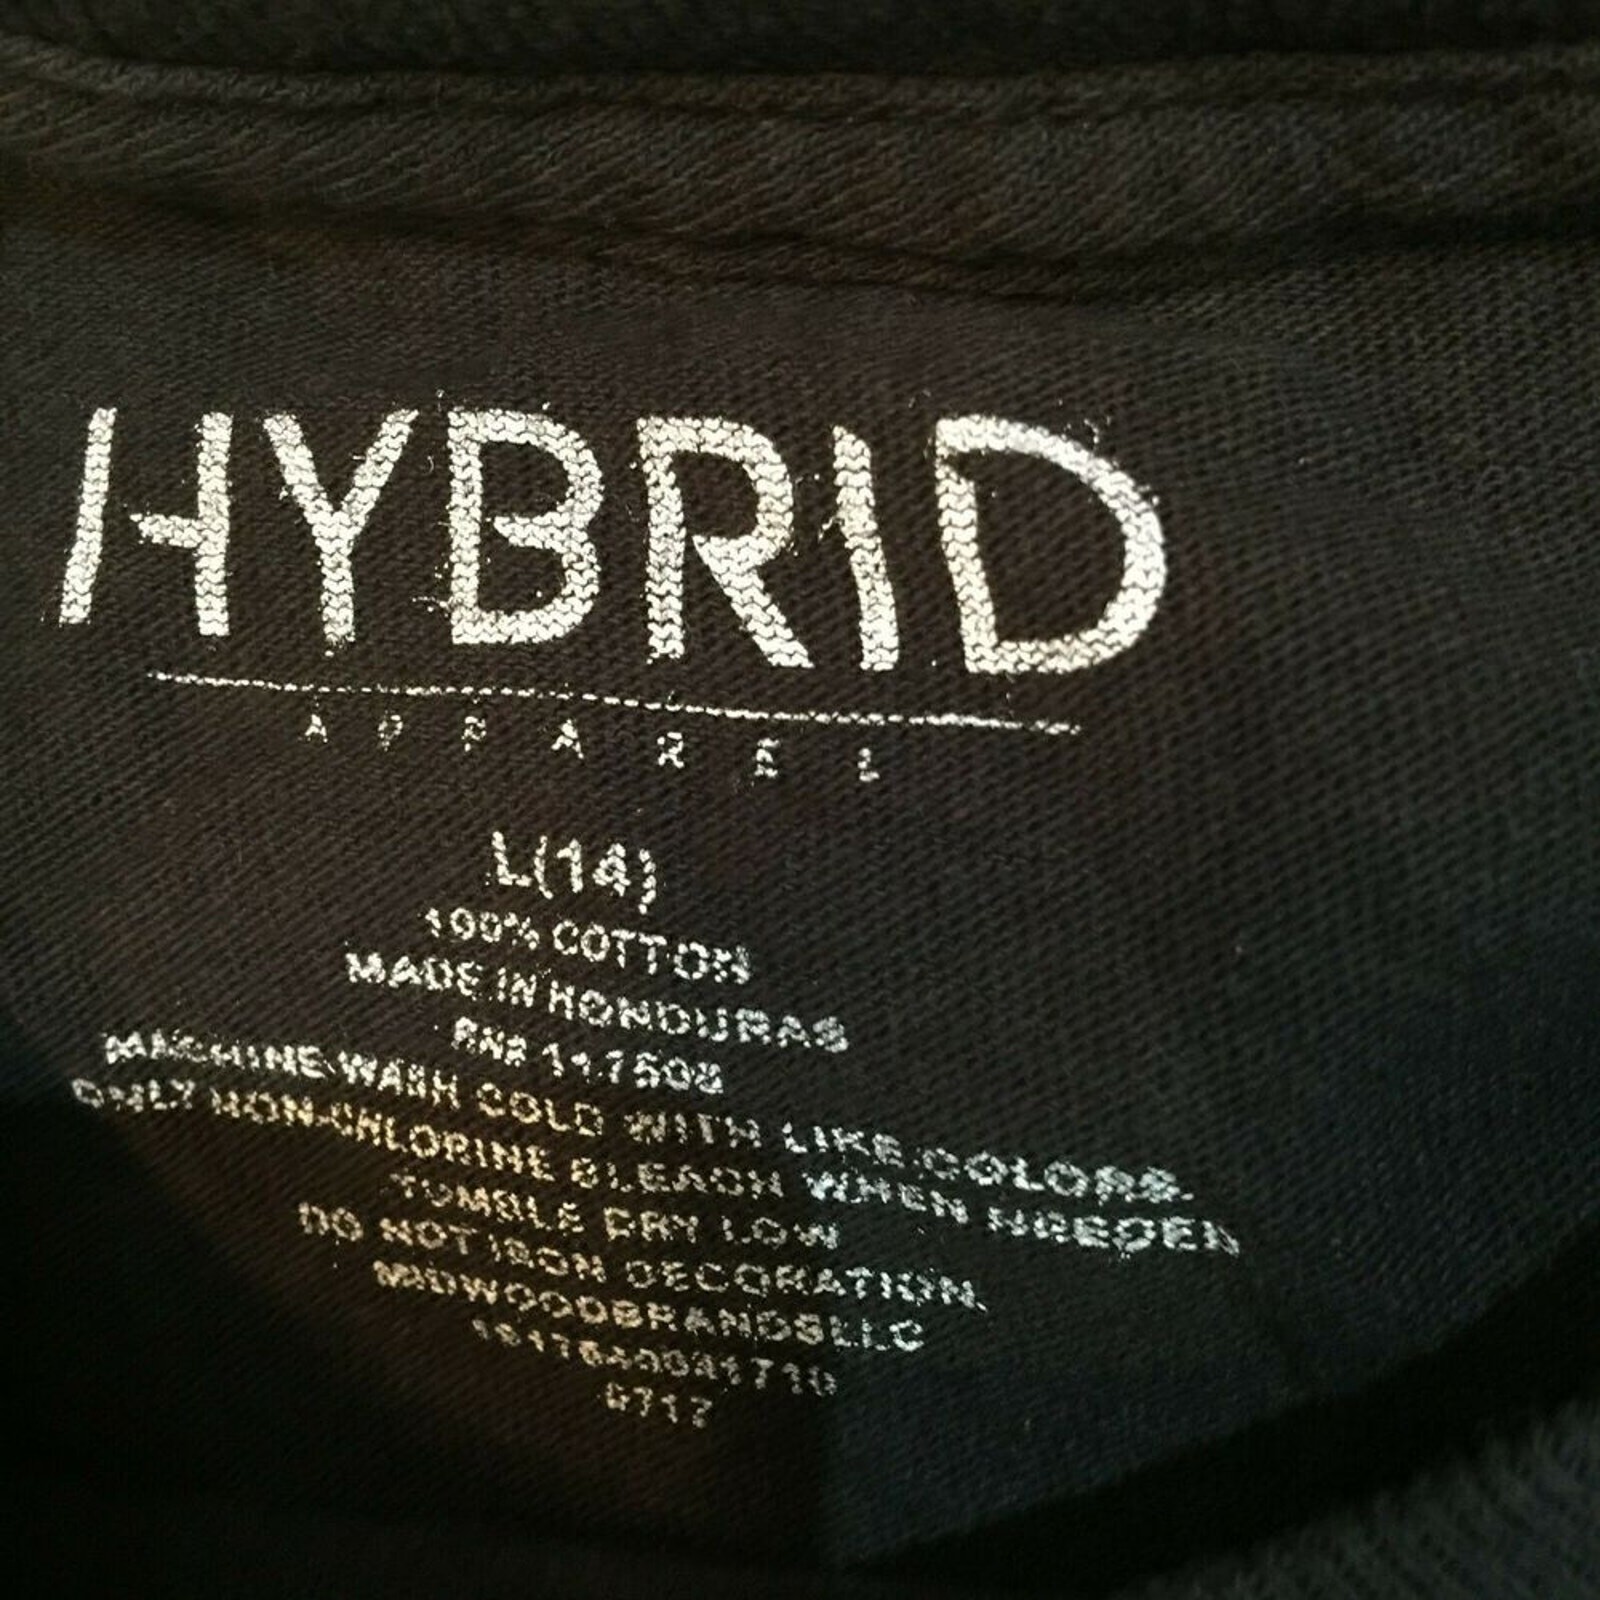 HYBRID
APPAREL
L(14)
100% COTTON
MADE IN HONDURAS
RN# 117508
MACHINE WASH COLD WITH LIKE COLORS.
ONLY NON-CHLORINE BLEACH WHEN NEEDED
TUMBLE DRY LOW
DO NOT IRON DECORATION.
MIDWOODBRANDSLLC
0717